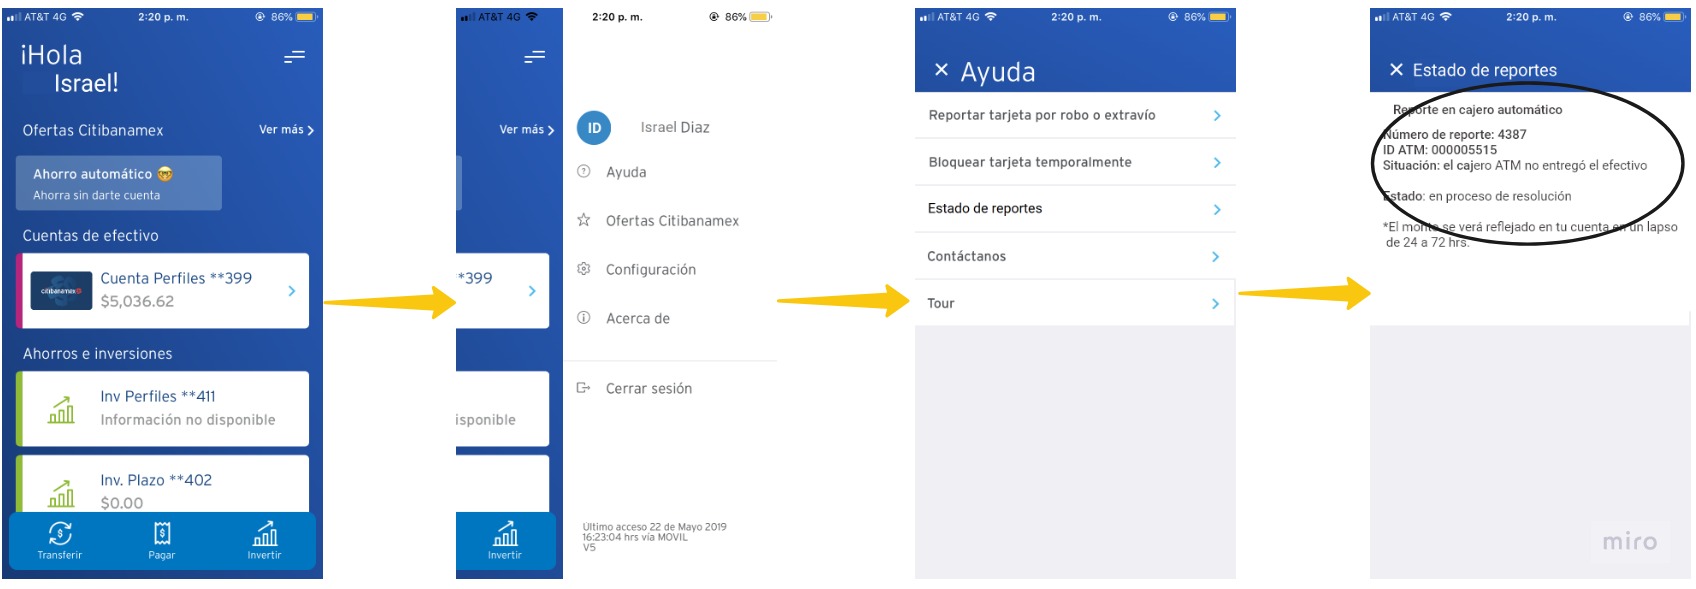 AT&T 4G 2:20 p. m. 86%
¡Hola
Israel!
Ofertas Citibanamex Ver más
Ahorro automático
Ahorra sin darte cuenta
Cuentas de efectivo
citibanamex
Cuenta Perfiles **399
$5,036.62
Ahorros e inversiones
Inv Perfiles **411
Información no disponible
Inv. Plazo **402
$0.00
Transferir Pagar Invertir
AT&T 4G 2:20 p. m. 86%
Ver más
*399
isponible
Invertir
ID Israel Diaz
Ayuda
Ofertas Citibanamex
Configuración
Acerca de
Cerrar sesión
Último acceso 22 de Mayo 2019
16:23:04 hrs vía MOVIL
V5
AT&T 4G 2:20 p. m. 86%
Ayuda
Reportar tarjeta por robo o extravío
Bloquear tarjeta temporalmente
Estado de reportes
Contáctanos
Tour
AT&T 4G 2:20 p. m. 86%
Estado de reportes
Reporte en cajero automático
Número de reporte: 4387
ID ATM: 000005515
Situación: el cajero ATM no entregó el efectivo
Estado: en proceso de resolución
*El monto se verá reflejado en tu cuenta en un lapso
de 24 a 72 hrs.
miro